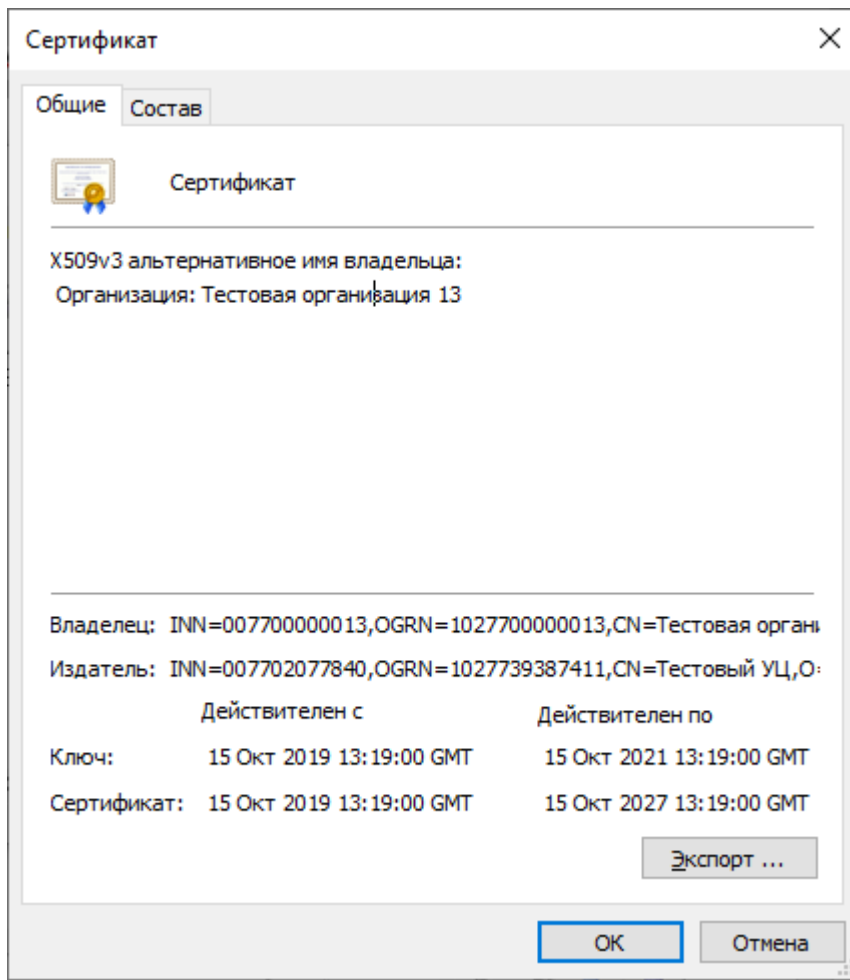 Сертификат
Общие Состав
Сертификат
X509v3 альтернативное имя владельца:
Организация: Тестовая организация 13
Владелец: INN=007700000013,OGRN=1027700000013,CN=Тестовая органи
Издатель: INN=007702077840,OGRN=1027739387411,CN=Тестовый УЦ,O=
Действителен с Действителен по
Ключ: 15 Окт 2019 13:19:00 GMT 15 Окт 2021 13:19:00 GMT
Сертификат: 15 Окт 2019 13:19:00 GMT 15 Окт 2027 13:19:00 GMT
Экспорт ...
OK Отмена